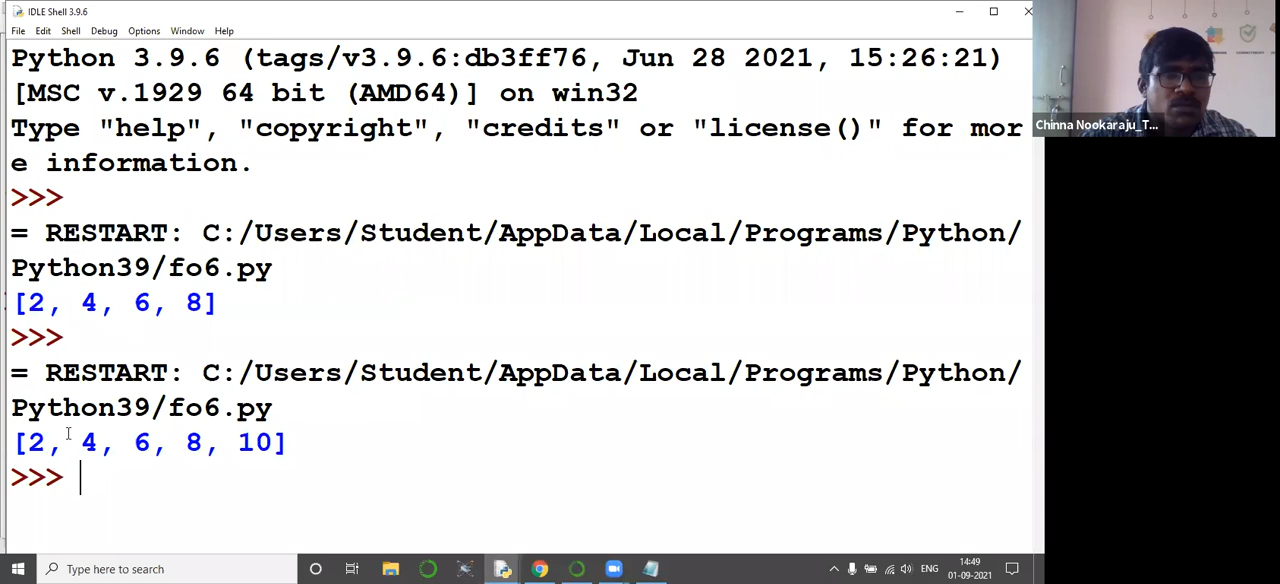 IDLE Shell 3.9.6
File Edit Shell Debug Options Window Help
Python 3.9.6 (tags/v3.9.6:db3ff76, Jun 28 2021, 15:26:21)
[MSC v.1929 64 bit (AMD64)] on win32
Type "help", "copyright", "credits" or "license()" for mor
e information.
>>>
= RESTART: C:/Users/Student/AppData/Local/Programs/Python/
Python39/fo6.py
[2, 4, 6, 8]
>>>
= RESTART: C:/Users/Student/AppData/Local/Programs/Python/
Python39/fo6.py
[2, 4, 6, 8, 10]
>>>
Chinna Nookaraju_T...
Type here to search
ENG
14:49
01-09-2021